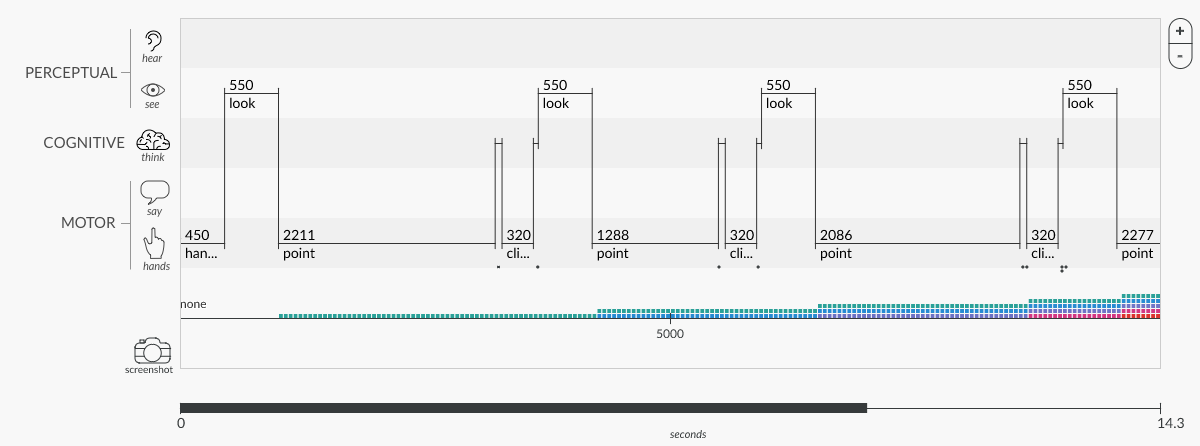 +
hear
PERCEPTUAL
-
550 550 550 550
look look look look
see
COGNITIVE
think
say
MOTOR
450 2211 320 1288 320 2086 320 2277
han... point cli... point cli... point cli... point
hands
none
5000
screenshot
0 14.3
seconds